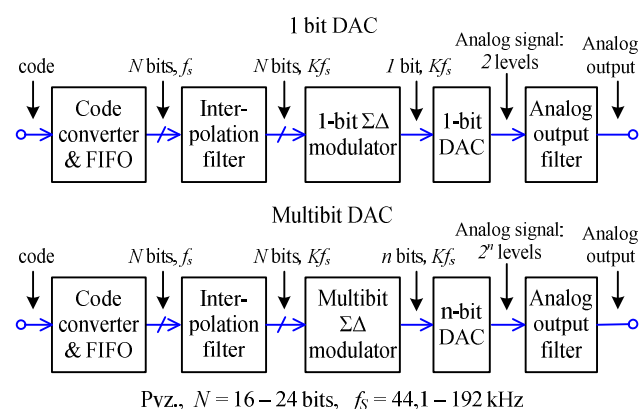 1 bit DAC
code
N bits, fs
N bits, Kfs
1 bit, Kfs
Analog signal:
2 levels
Analog
output
Code
converter
& FIFO
Inter-
polation
filter
1-bit ΣΔ
modulator
1-bit
DAC
Analog
output
filter
Multibit DAC
code
N bits, fs
N bits, Kfs
n bits, Kfs
Analog signal:
2ⁿ levels
Analog
output
Code
converter
& FIFO
Inter-
polation
filter
Multibit
ΣΔ
modulator
n-bit
DAC
Analog
output
filter
Pvz., N = 16 – 24 bits, fS = 44,1 – 192 kHz